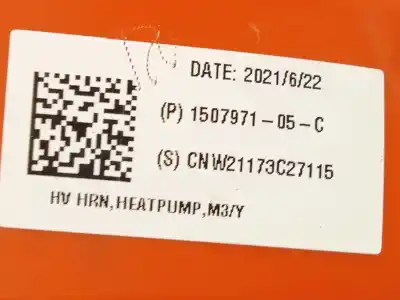 DATE: 2021/6/22
(P) 1507971-05-C
(S) CNW21173C27115
HV HRN,HEATPUMP,M3/Y